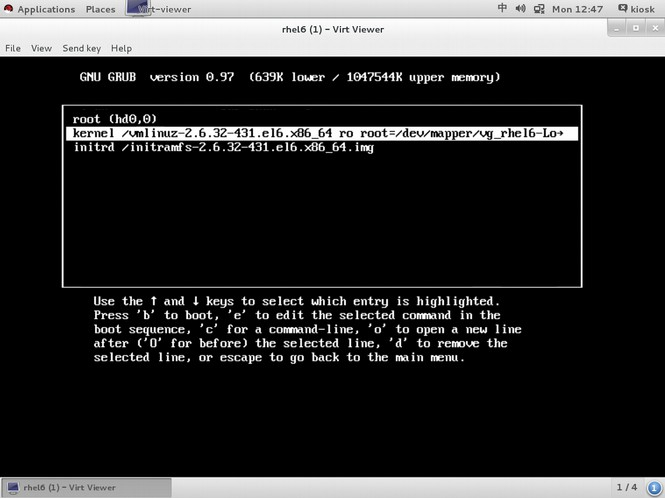 Applications Places Virt-viewer 中 Mon 12:47 kiosk
rhel6 (1) – Virt Viewer
File View Send key Help
GNU GRUB version 0.97 (639K lower / 1047544K upper memory)
root (hd0,0)
kernel /vmlinuz-2.6.32-431.el6.x86_64 ro root=/dev/mapper/vg_rhel6-Lo→
initrd /initramfs-2.6.32-431.el6.x86_64.img
Use the ↑ and ↓ keys to select which entry is highlighted.
Press 'b' to boot, 'e' to edit the selected command in the
boot sequence, 'c' for a command-line, 'o' to open a new line
after ('O' for before) the selected line, 'd' to remove the
selected line, or escape to go back to the main menu.
rhel6 (1) – Virt Viewer 1 / 4 1